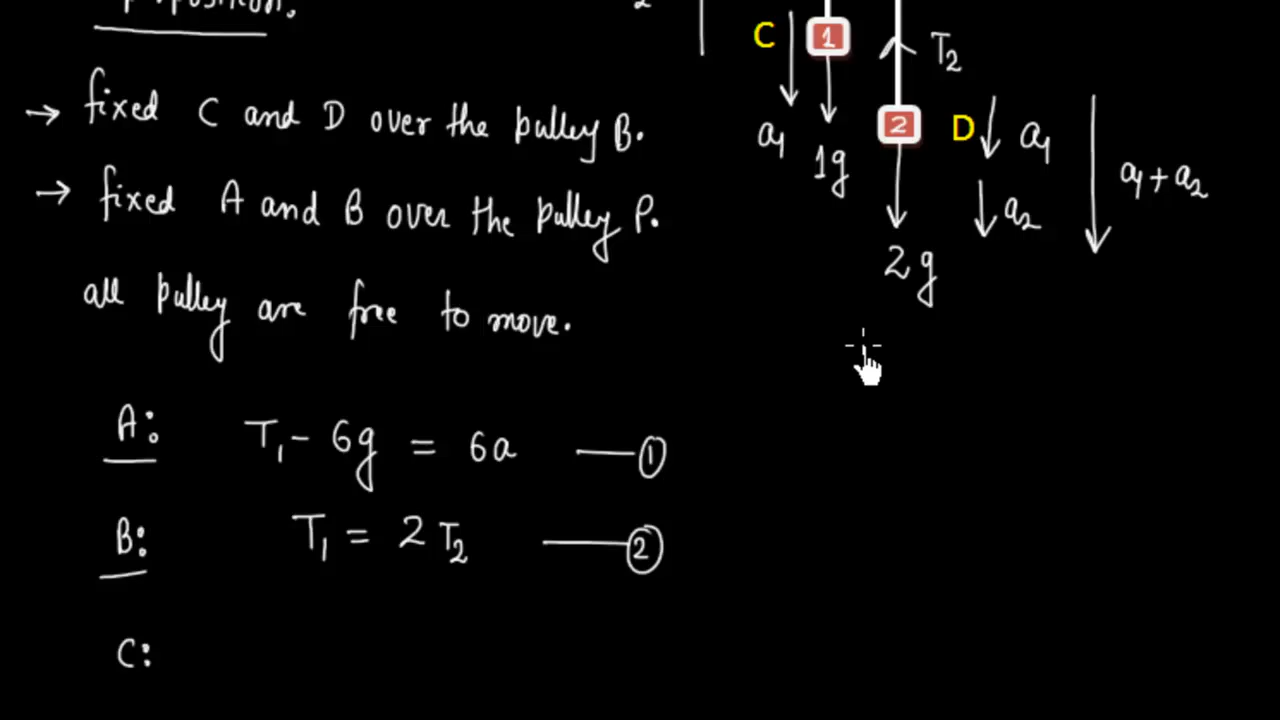 fixed C and D over the pulley B.
→ fixed A and B over the pulley P.
all pulley are free to move.
A: T₁ - 6g = 6a —①
B: T₁ = 2T₂ —②
C:
C 1 T₂
a₁ 1g 2 D a₁ a₁+a₂
a₂
2g